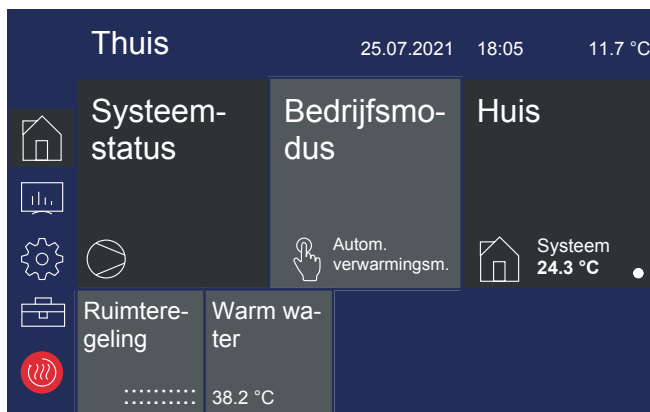 Thuis
25.07.2021 18:05 11.7 °C
Systeem-
status
Bedrijfsmo-
dus
Autom.
verwarmingsm.
Huis
Systeem
24.3 °C
Ruimtere-
geling
Warm wa-
ter
38.2 °C